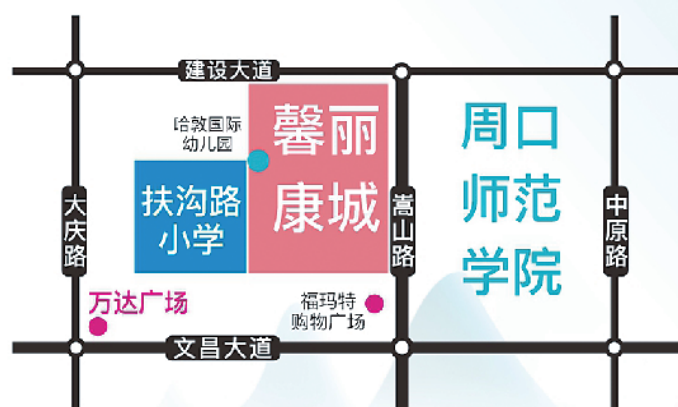 建设大道
哈敦国际
幼儿园
馨丽
康城
周口
师范
学院
扶沟路
小学
大庆路
嵩山路
中原路
万达广场
福玛特
购物广场
文昌大道